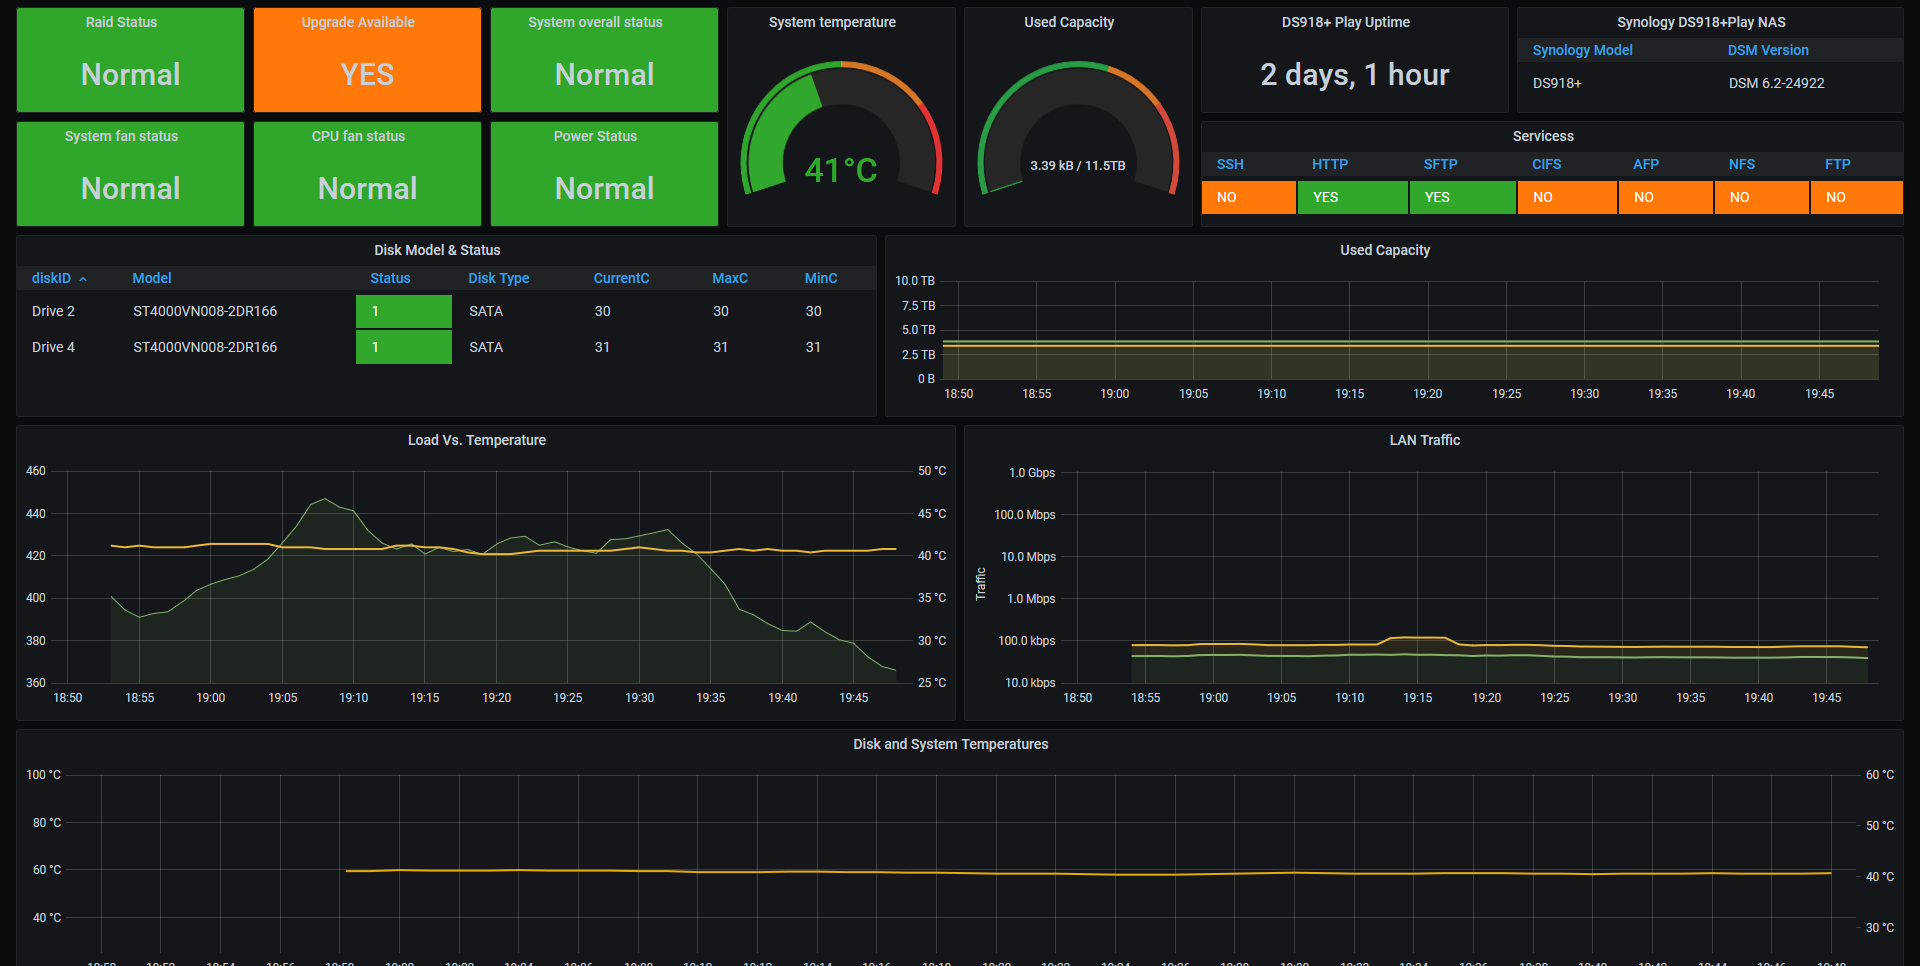 Raid Status
Normal
Upgrade Available
YES
System overall status
Normal
System temperature
41°C
Used Capacity
3.39 kB / 11.5TB
DS918+ Play Uptime
2 days, 1 hour
Synology DS918+Play NAS
Synology Model DSM Version
DS918+ DSM 6.2-24922
System fan status
Normal
CPU fan status
Normal
Power Status
Normal
Servicess
SSH HTTP SFTP CIFS AFP NFS FTP
NO YES YES NO NO NO NO
Disk Model & Status
diskID Model Status Disk Type CurrentC MaxC MinC
Drive 2 ST4000VN008-2DR166 1 SATA 30 30 30
Drive 4 ST4000VN008-2DR166 1 SATA 31 31 31
Used Capacity
10.0 TB
7.5 TB
5.0 TB
2.5 TB
0 B
18:50 18:55 19:00 19:05 19:10 19:15 19:20 19:25 19:30 19:35 19:40 19:45
Load Vs. Temperature
460 50 °C
440 45 °C
420 40 °C
400 35 °C
380 30 °C
360 25 °C
18:50 18:55 19:00 19:05 19:10 19:15 19:20 19:25 19:30 19:35 19:40 19:45
LAN Traffic
Traffic
1.0 Gbps
100.0 Mbps
10.0 Mbps
1.0 Mbps
100.0 kbps
10.0 kbps
18:50 18:55 19:00 19:05 19:10 19:15 19:20 19:25 19:30 19:35 19:40 19:45
Disk and System Temperatures
100 °C 60 °C
80 °C 50 °C
60 °C 40 °C
40 °C 30 °C